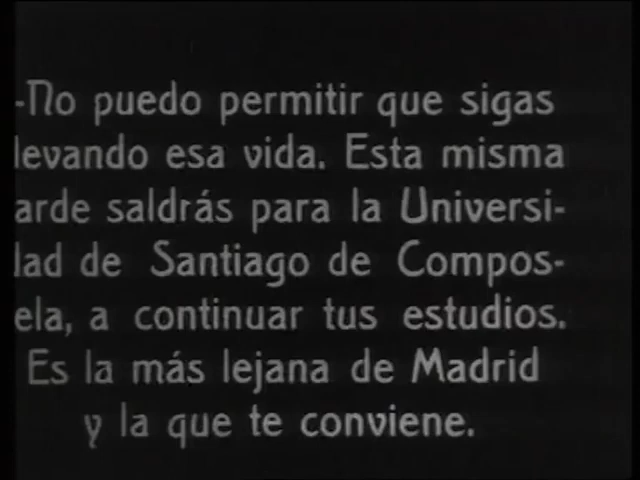 -No puedo permitir que sigas
levando esa vida. Esta misma
arde saldrás para la Universi-
dad de Santiago de Compos-
ela, a continuar tus estudios.
Es la más lejana de Madrid
y la que te conviene.